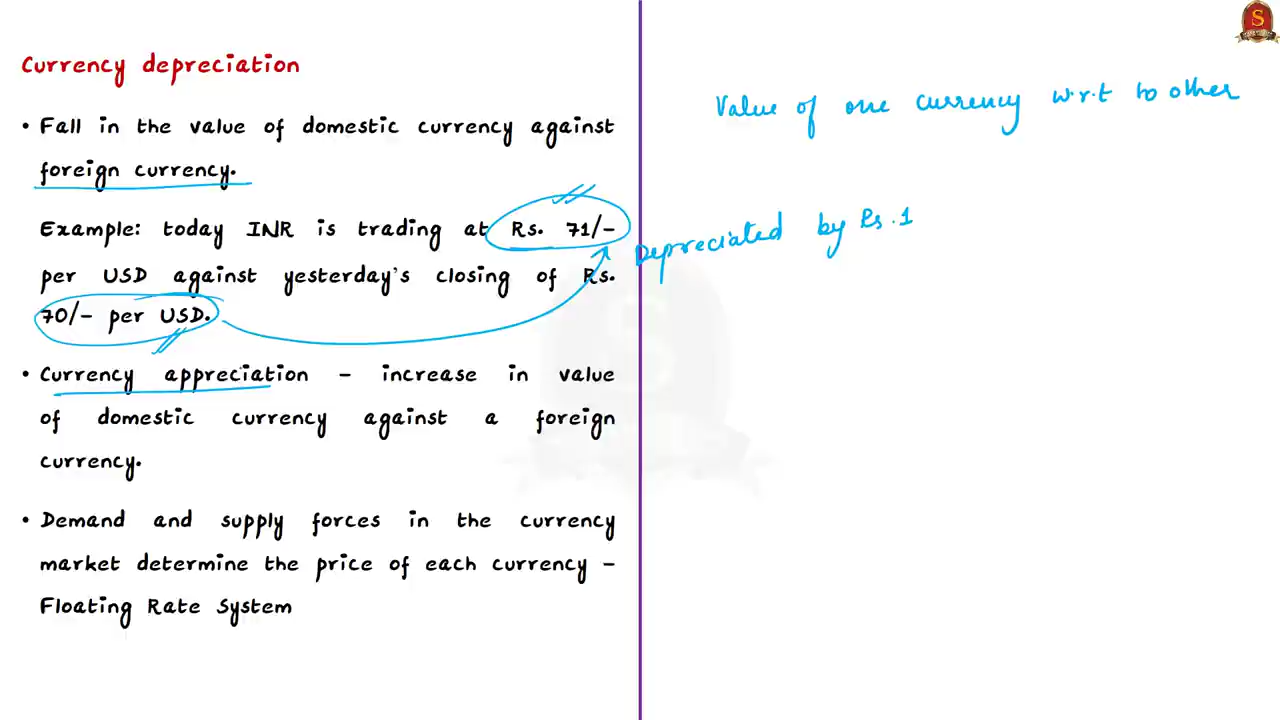 Currency depreciation
• Fall in the value of domestic currency against
foreign currency.
Example: today INR is trading at Rs. 71/-
per USD against yesterday's closing of Rs.
70/- per USD.
• Currency appreciation – increase in value
of domestic currency against a foreign
currency.
• Demand and supply forces in the currency
market determine the price of each currency –
Floating Rate System
Value of one currency w.r.t to other
Depreciated by Rs.1
S